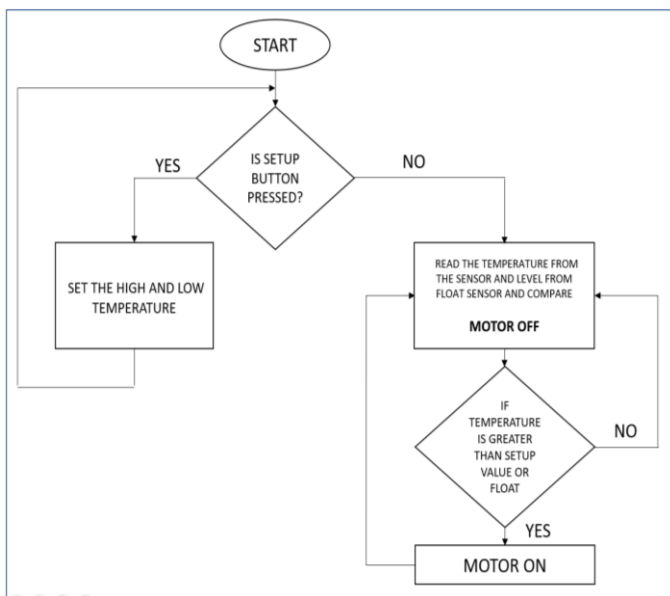 START
IS SETUP
BUTTON
PRESSED?
YES
NO
SET THE HIGH AND LOW
TEMPERATURE
READ THE TEMPERATURE FROM
THE SENSOR AND LEVEL FROM
FLOAT SENSOR AND COMPARE
MOTOR OFF
IF
TEMPERATURE
IS GREATER
THAN SETUP
VALUE OR
FLOAT
NO
YES
MOTOR ON